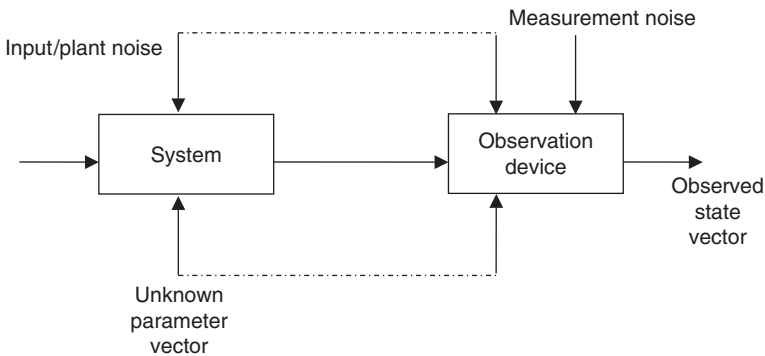 Measurement noise
Input/plant noise
System
Observation
device
Observed
state
vector
Unknown
parameter
vector